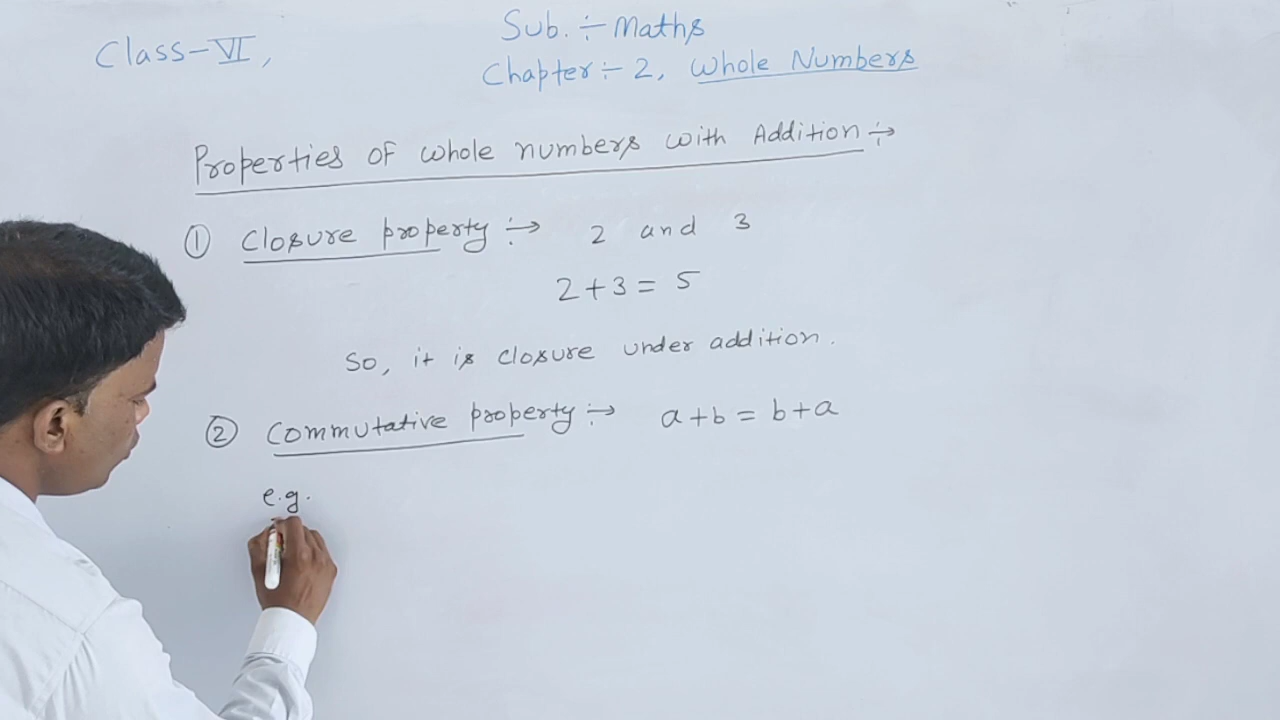 Class-VI,
Sub. :- Maths
Chapter :- 2, Whole Numbers
Properties of whole numbers with Addition :→
① Closure property :→ 2 and 3
2+3 = 5
So, it is closure under addition.
② Commutative property :→ a+b = b+a
e.g.